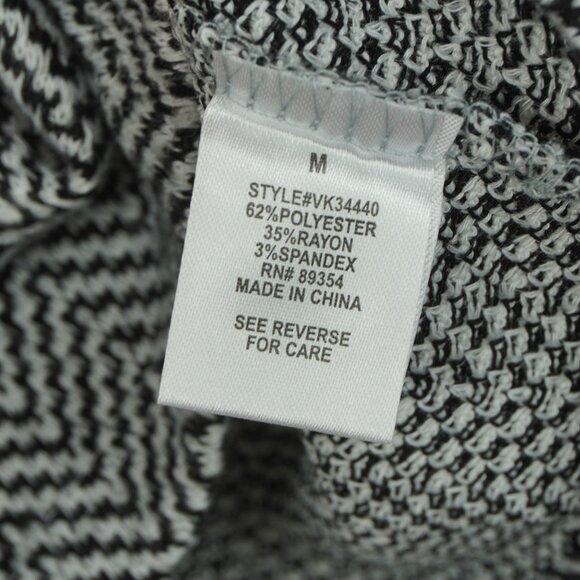 M
STYLE#VK34440
62%POLYESTER
35%RAYON
3%SPANDEX
RN# 89354
MADE IN CHINA
SEE REVERSE
FOR CARE